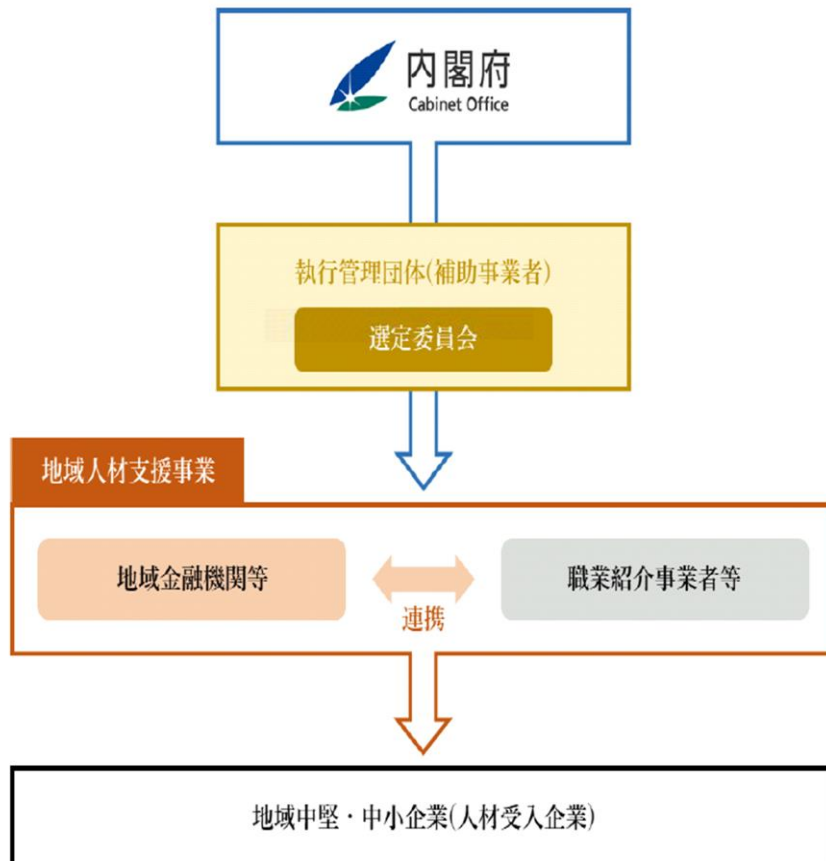 内閣府
Cabinet Office
執行管理団体(補助事業者)
選定委員会
地域人材支援事業
地域金融機関等
連携
職業紹介事業者等
地域中堅・中小企業(人材受入企業)